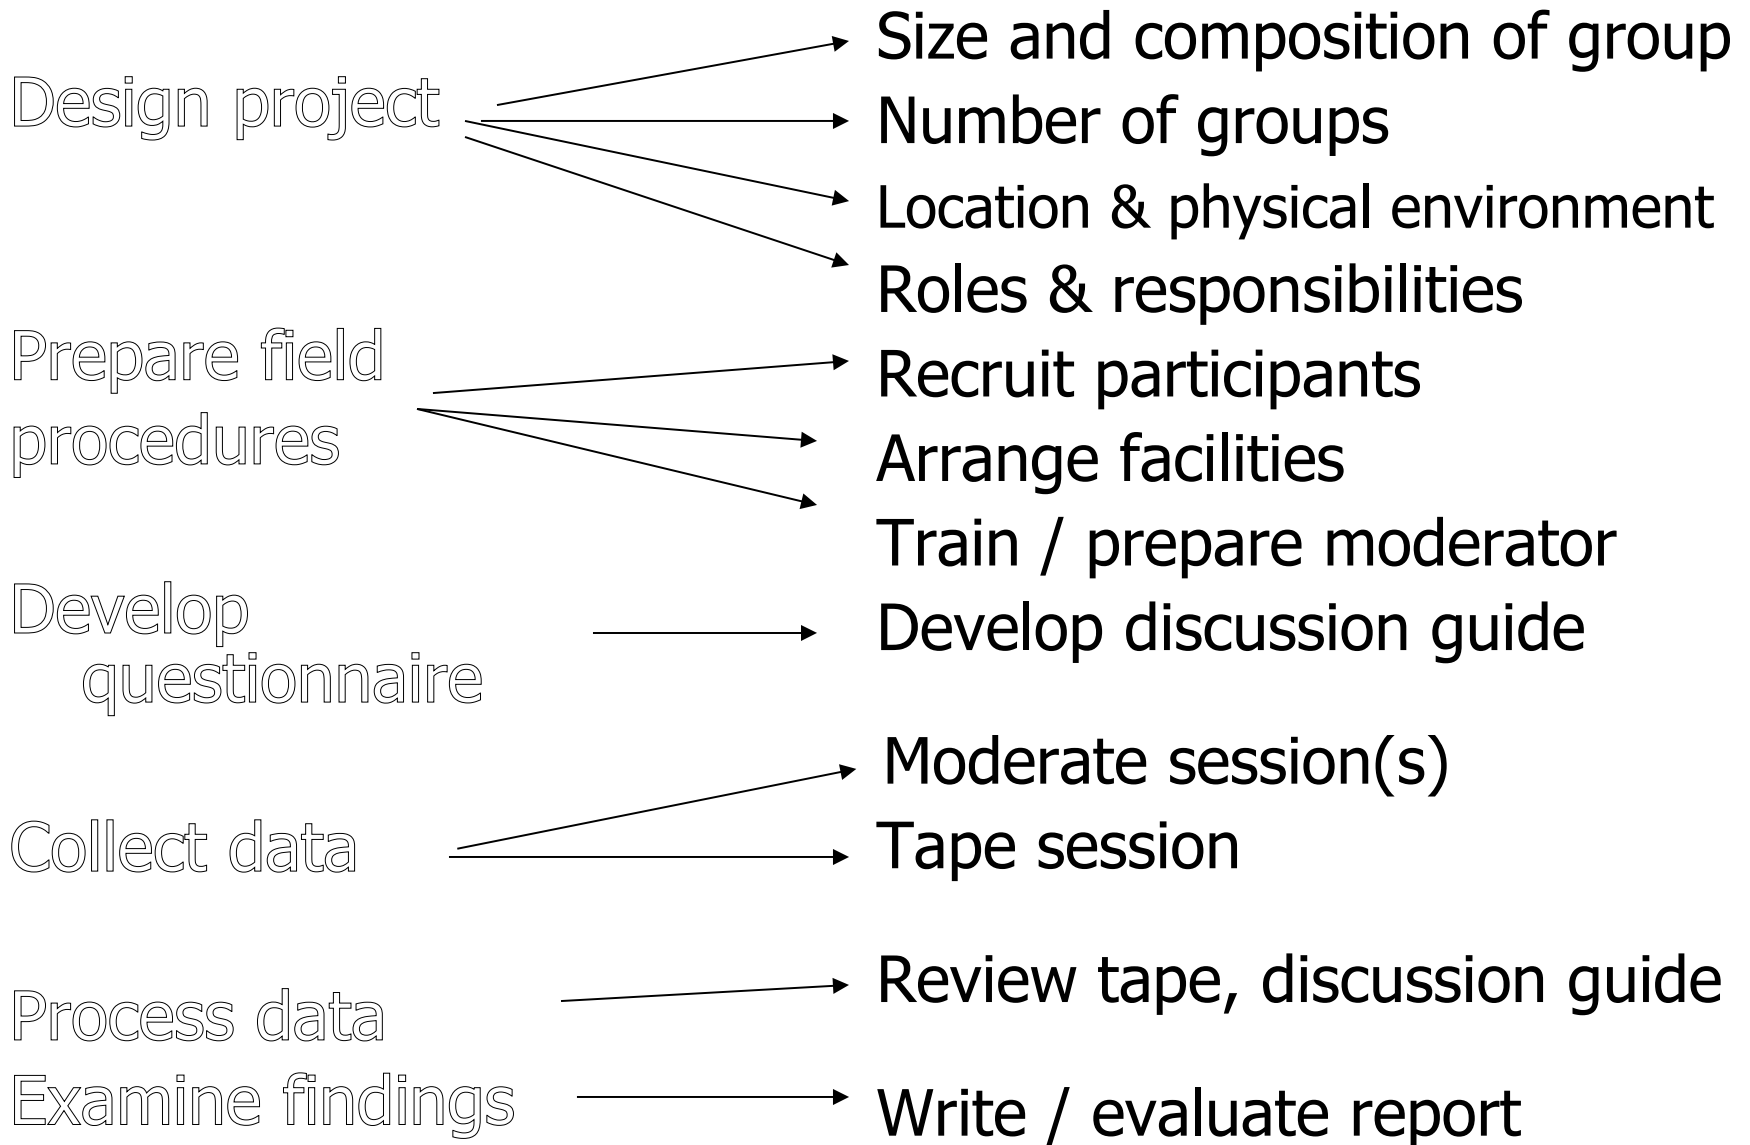 Design project
Size and composition of group
Number of groups
Location & physical environment
Roles & responsibilities
Prepare field
procedures
Recruit participants
Arrange facilities
Train / prepare moderator
Develop
questionnaire
Develop discussion guide
Collect data
Moderate session(s)
Tape session
Process data
Review tape, discussion guide
Examine findings
Write / evaluate report